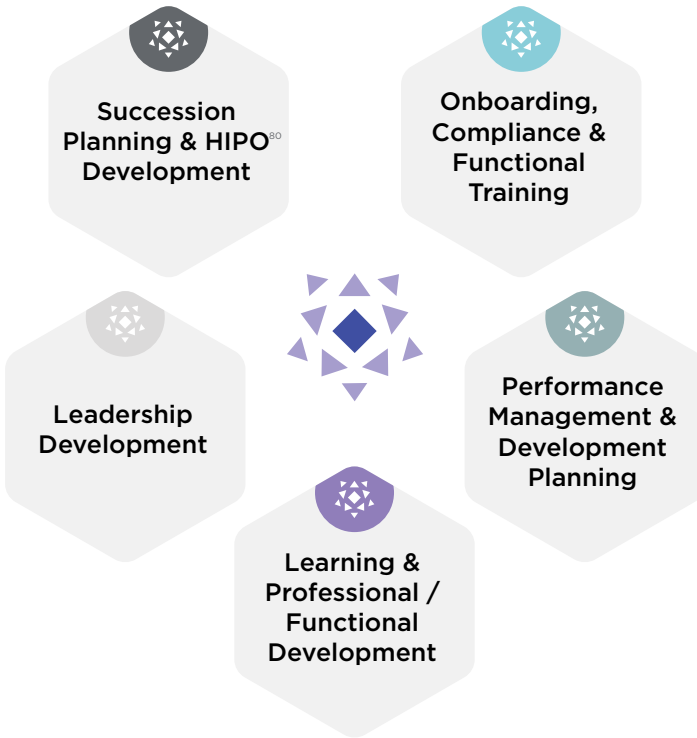 Succession
Planning & HIPO80
Development
Onboarding,
Compliance &
Functional
Training
Leadership
Development
Performance
Management &
Development
Planning
Learning &
Professional /
Functional
Development